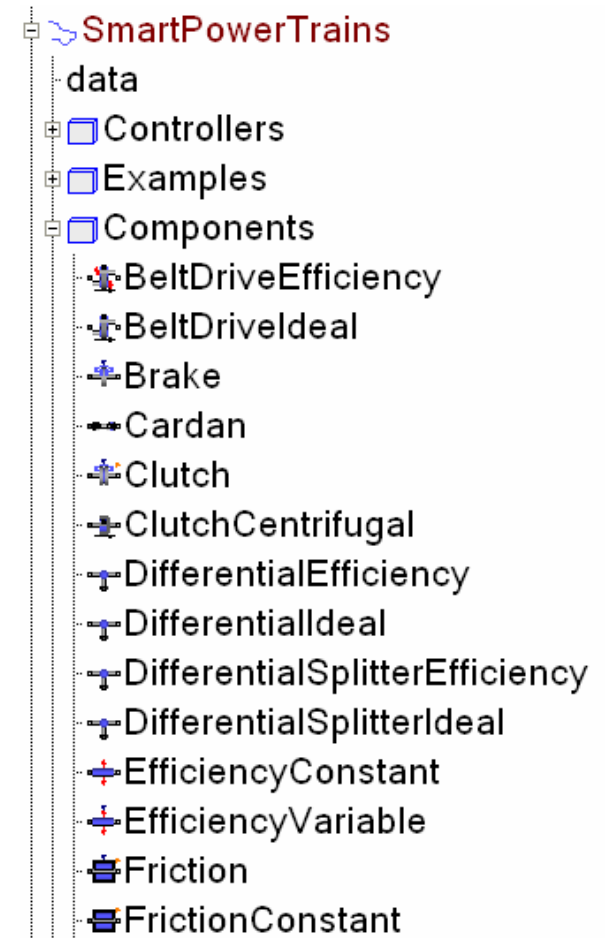 SmartPowerTrains
data
Controllers
Examples
Components
BeltDriveEfficiency
BeltDriveIdeal
Brake
Cardan
Clutch
ClutchCentrifugal
DifferentialEfficiency
DifferentialIdeal
DifferentialSplitterEfficiency
DifferentialSplitterIdeal
EfficiencyConstant
EfficiencyVariable
Friction
FrictionConstant